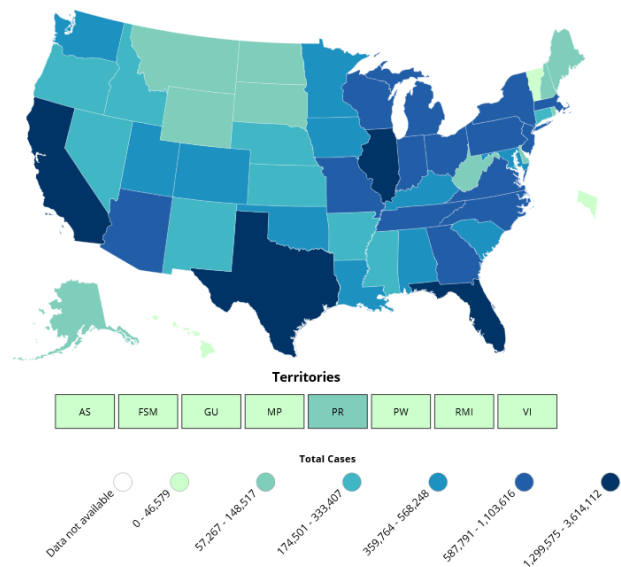 Territories
AS FSM GU MP PR PW RMI VI
Total Cases
Data not available
0 - 46,579
57,267 - 148,517
174,501 - 333,407
359,764 - 568,248
587,791 - 1,103,616
1,299,575 - 3,614,112